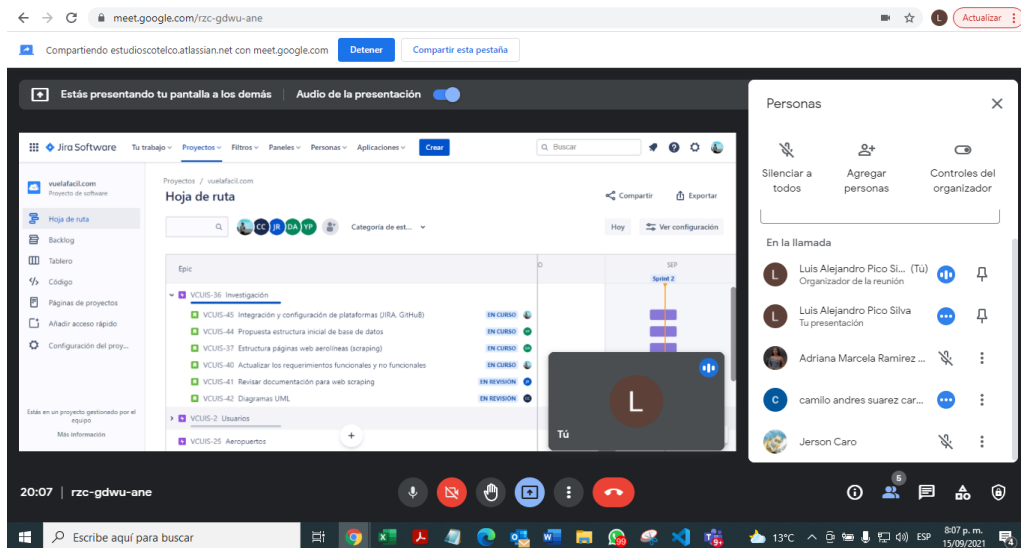 meet.google.com/rzc-gdwu-ane
L
Actualizar
Compartiendo estudioscotelco.atlassian.net con meet.google.com
Detener
Compartir esta pestaña
Estás presentando tu pantalla a los demás
Audio de la presentación
Jira Software
Tu trabajo
Proyectos
Filtros
Paneles
Personas
Aplicaciones
Crear
Buscar
vuelafacil.com
Proyecto de software
Hoja de ruta
Backlog
Tablero
Código
Páginas de proyectos
Añadir acceso rápido
Configuración del proy...
Estás en un proyecto gestionado por el
equipo
Más información
Proyectos / vuelafacil.com
Hoja de ruta
Compartir
Exportar
CC
JR
DA
YP
Categoría de est...
Hoy
Ver configuración
Epic
SEP
Sprint 2
VCUIS-36 Investigación
VCUIS-45 Integración y configuración de plataformas (JIRA, GitHub) EN CURSO
VCUIS-44 Propuesta estructura inicial de base de datos EN CURSO
VCUIS-37 Estructura páginas web aerolíneas (scraping) EN CURSO
VCUIS-40 Actualizar los requerimientos funcionales y no funcionales EN CURSO
VCUIS-41 Revisar documentación para web scraping EN REVISIÓN
VCUIS-42 Diagramas UML EN REVISIÓN
VCUIS-2 Usuarios
VCUIS-25 Aeropuertos
L
Tú
Personas
Silenciar a
todos
Agregar
personas
Controles del
organizador
En la llamada
L
Luis Alejandro Pico Si... (Tú)
Organizador de la reunión
L
Luis Alejandro Pico Silva
Tu presentación
Adriana Marcela Ramirez ...
c
camilo andres suarez car...
Jerson Caro
20:07 | rzc-gdwu-ane
5
Escribe aquí para buscar
9+
13°C
ESP
8:07 p. m.
15/09/2021
4